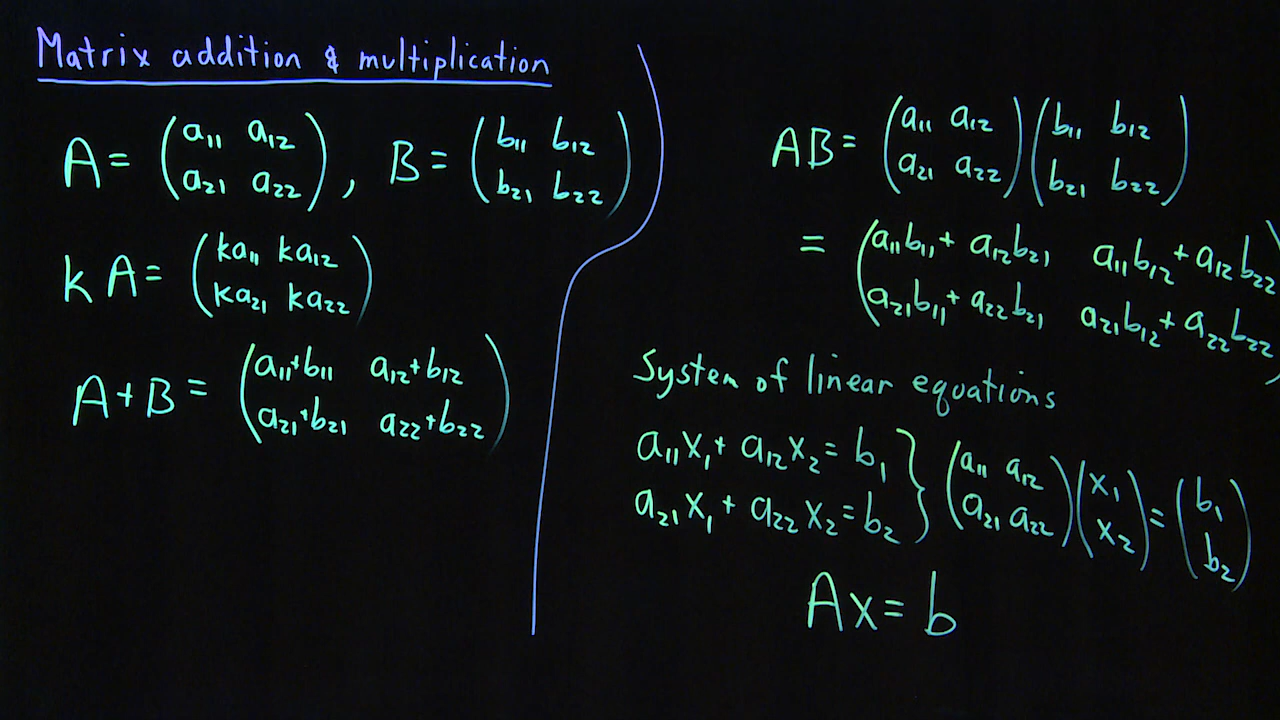 Matrix addition & multiplication
A = (a₁₁ a₁₂
a₂₁ a₂₂), B = (b₁₁ b₁₂
b₂₁ b₂₂)
kA = (ka₁₁ ka₁₂
ka₂₁ ka₂₂)
A+B = (a₁₁+b₁₁ a₁₂+b₁₂
a₂₁+b₂₁ a₂₂+b₂₂)
AB = (a₁₁ a₁₂
a₂₁ a₂₂)(b₁₁ b₁₂
b₂₁ b₂₂)
= (a₁₁b₁₁+ a₁₂b₂₁ a₁₁b₁₂+a₁₂b₂₂
a₂₁b₁₁+a₂₂b₂₁ a₂₁b₁₂+a₂₂b₂₂)
System of linear equations
a₁₁x₁+ a₁₂x₂ = b₁
a₂₁x₁ + a₂₂x₂ = b₂
} (a₁₁ a₁₂
a₂₁ a₂₂)(x₁
x₂) = (b₁
b₂)
Ax = b